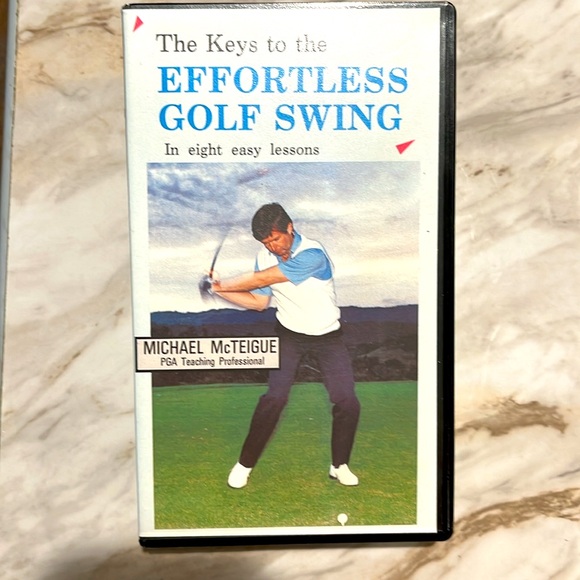 The Keys to the
EFFORTLESS
GOLF SWING
In eight easy lessons
MICHAEL McTEIGUE
PGA Teaching Professional